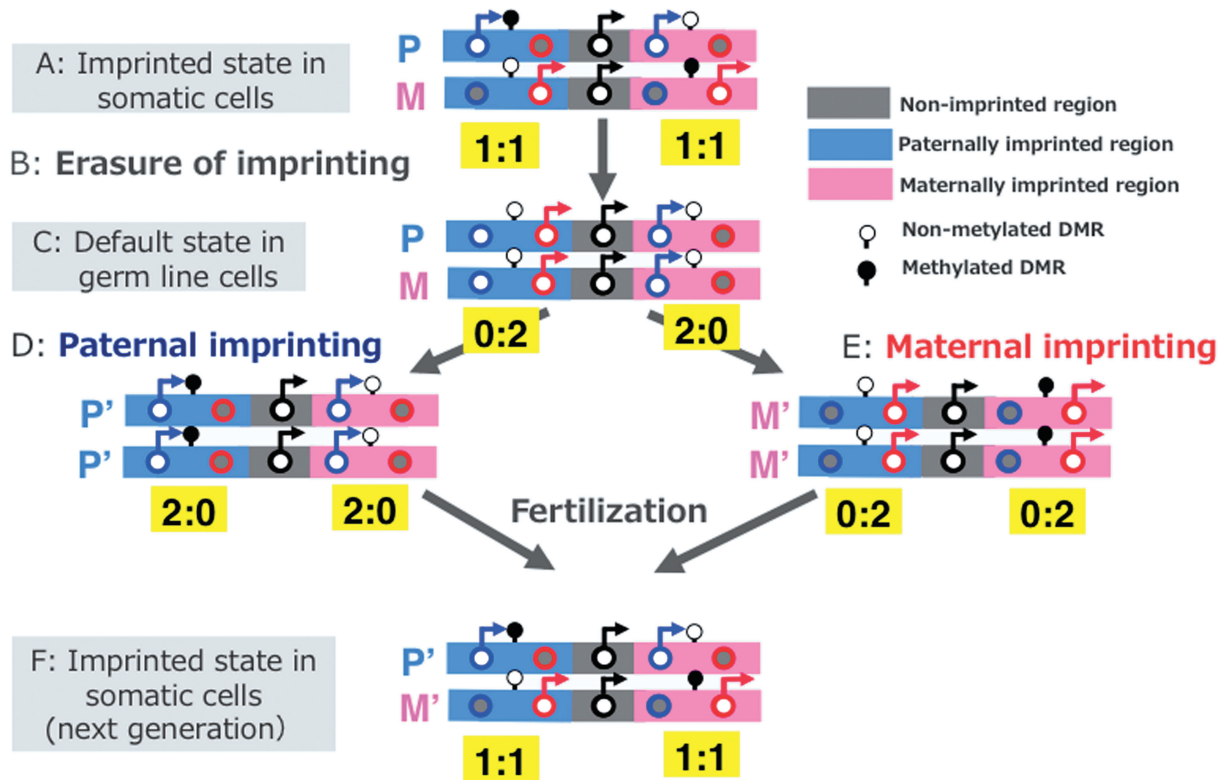 A: Imprinted state in
somatic cells
P
M
1:1
1:1
Non-imprinted region
Paternally imprinted region
Maternally imprinted region
Non-metylated DMR
Methylated DMR
B: Erasure of imprinting
C: Default state in
germ line cells
P
M
0:2
2:0
D: Paternal imprinting
E: Maternal imprinting
P’
P’
2:0
2:0
M’
M’
0:2
0:2
Fertilization
F: Imprinted state in
somatic cells
(next generation)
P’
M’
1:1
1:1